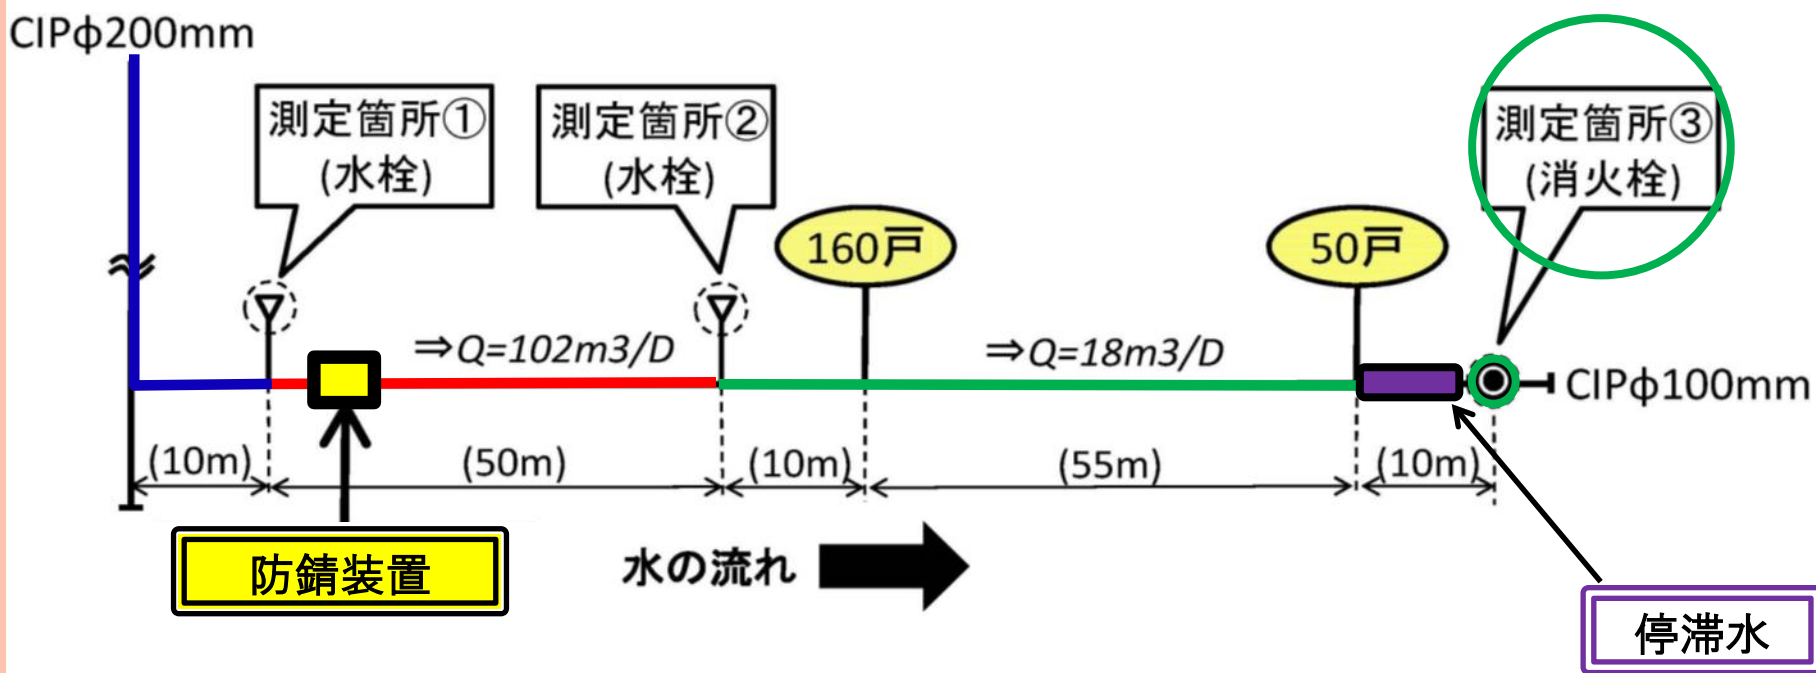 CIPφ200mm
測定箇所①
(水栓)
測定箇所②
(水栓)
測定箇所③
(消火栓)
160戸
50戸
⇒Q=102m3/D
⇒Q=18m3/D
CIPφ100mm
(10m)
(50m)
(10m)
(55m)
(10m)
防錆装置
水の流れ
停滞水